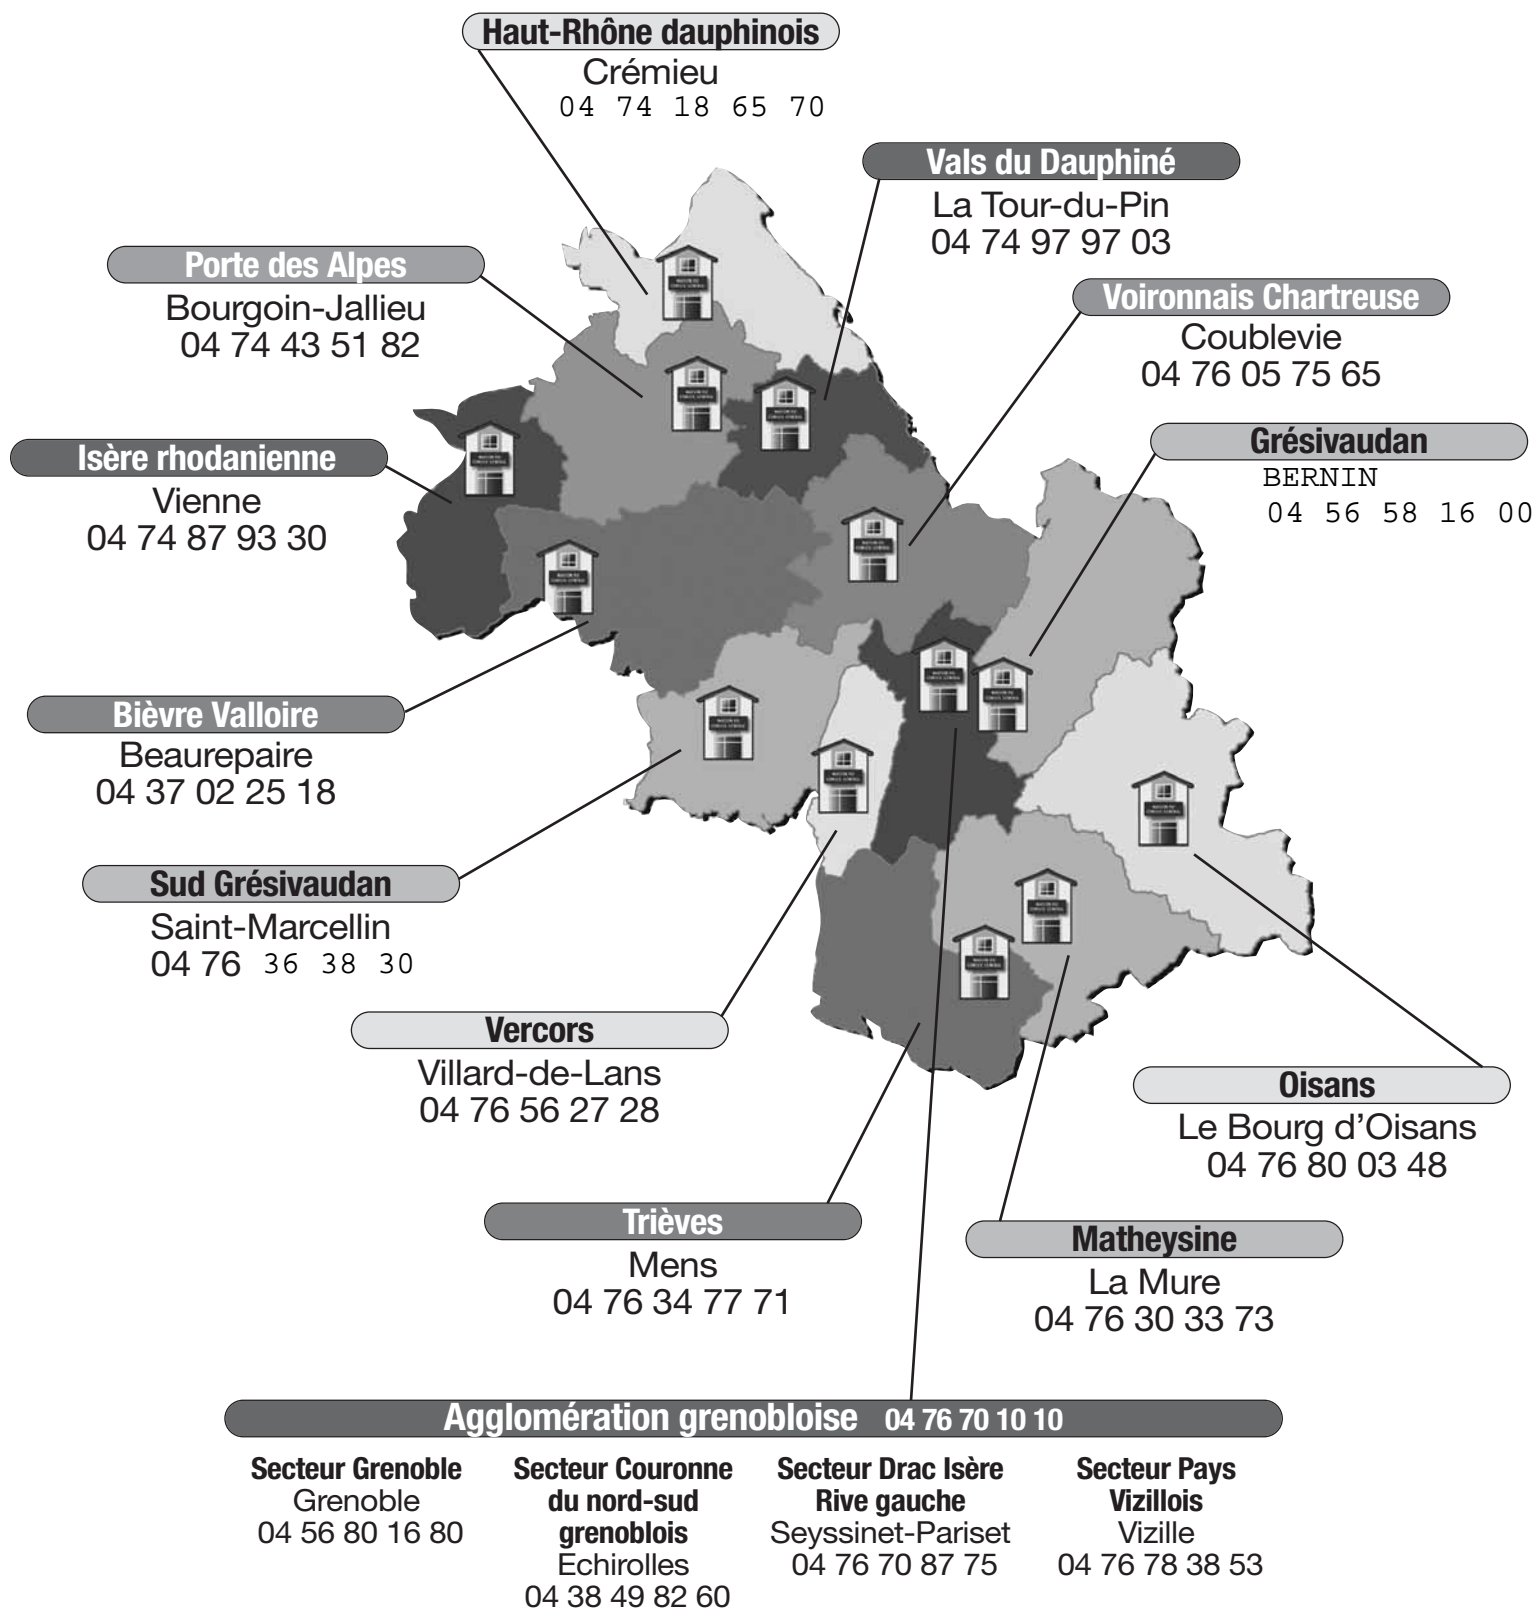 Haut-Rhône dauphinois
Crémieu
04 74 18 65 70
Vals du Dauphiné
La Tour-du-Pin
04 74 97 97 03
Porte des Alpes
Bourgoin-Jallieu
04 74 43 51 82
Voironnais Chartreuse
Coublevie
04 76 05 75 65
Isère rhodanienne
Vienne
04 74 87 93 30
Grésivaudan
BERNIN
04 56 58 16 00
Bièvre Valloire
Beaurepaire
04 37 02 25 18
Sud Grésivaudan
Saint-Marcellin
04 76 36 38 30
Vercors
Villard-de-Lans
04 76 56 27 28
Oisans
Le Bourg d'Oisans
04 76 80 03 48
Trièves
Mens
04 76 34 77 71
Matheysine
La Mure
04 76 30 33 73
Agglomération grenobloise 04 76 70 10 10
Secteur Grenoble
Grenoble
04 56 80 16 80
Secteur Couronne
du nord-sud
grenoblois
Echirolles
04 38 49 82 60
Secteur Drac Isère
Rive gauche
Seyssinet-Pariset
04 76 70 87 75
Secteur Pays
Vizillois
Vizille
04 76 78 38 53